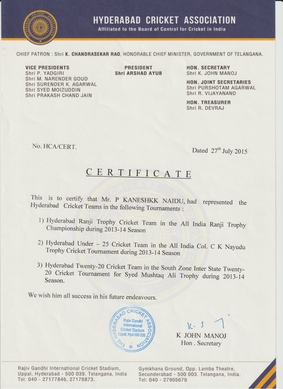 HYDERABAD CRICKET ASSOCIATION
Affiliated to the Board of Control for Cricket in India
CHIEF PATRON : Shri K. CHANDRASEKAR RAO, HONORABLE CHIEF MINISTER, GOVERNMENT OF TELANGANA.
VICE PRESIDENTS
Shri P. YADGIRI
Shri M. NARENDER GOUD
Shri SURENDER K. AGARWAL
Shri SYED MOIZUDDIN
Shri PRAKASH CHAND JAIN
PRESIDENT
Shri ARSHAD AYUB
HON. SECRETARY
Shri K. JOHN MANOJ
HON. JOINT SECRETARIES
Shri PURSHOTAM AGARWAL
Shri R. VIJAYANAND
HON. TREASURER
Shri R. DEVRAJ
No. HCA/CERT.
Dated 27th July 2015
CERTIFICATE
This is to certify that Mr. P KANESHKK NAIDU, had represented the
Hyderabad Cricket Teams in the following Tournaments :
1) Hyderabad Ranji Trophy Cricket Team in the All India Ranji Trophy
Championship during 2013-14 Season.
2) Hyderabad Under – 25 Cricket Team in the All India Col. C K Nayudu
Trophy Cricket Tournament during 2013-14 Season
3) Hyderabad Twenty-20 Cricket Team in the South Zone Inter State Twenty-
20 Cricket Tournament for Syed Mushtaq Ali Trophy during 2013-14
Season.
We wish him all success in his future endeavours.
HYDERABAD CRICKET ASSOCIATION
Rajiv Gandhi
International
Cricket Stadium
K JOHN MANOJ
Hon . Secretary
Rajiv Gandhi International Cricket Stadium,
Uppal, Hyderabad - 500 039. Telangana, India
Tel: 040 - 27177846, 27178873.
Gymkhana Ground, Opp. Lamba Theatre,
Secunderabad - 500 003. Telangana, India